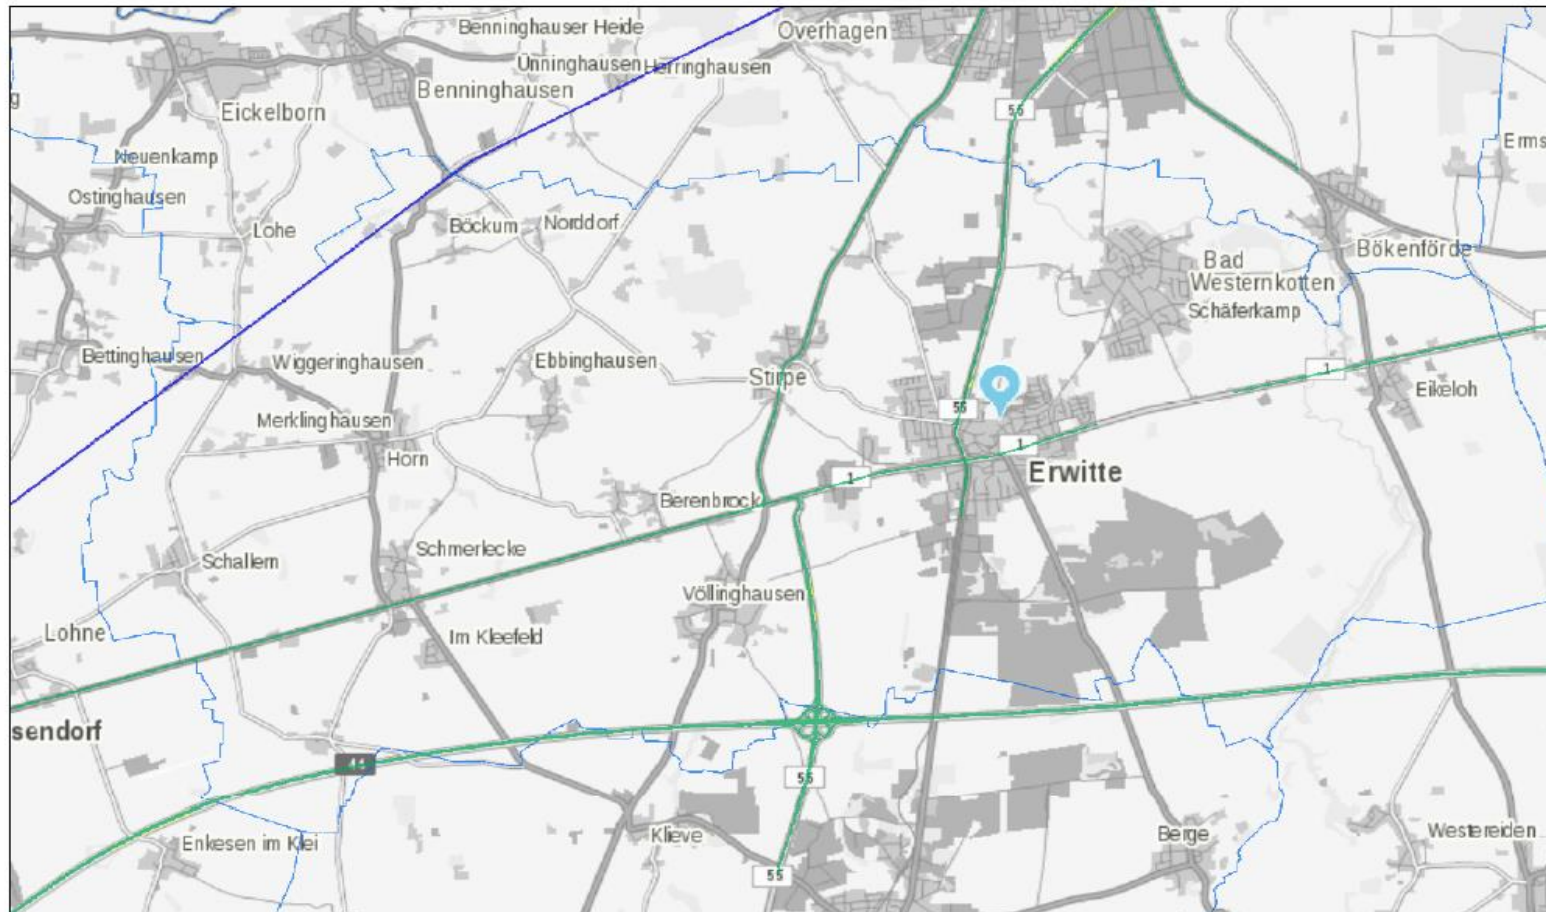 Benninghauser Heide
Overhagen
Ünninghausen
Herringhausen
Benninghausen
Eickelborn
55
g
Erms
Neuenkamp
Ostinghausen
Böckum
Norddorf
Lohe
Bökenförde
Bad
Westernkotten
Schäferkamp
Bettinghausen
Wiggeringhausen
Ebbinghausen
Stirpe
1
Eikeloh
55
Merklinghausen
Horn
1
Erwitte
1
Berenbrock
Schmerlecke
Schallern
Völlinghausen
Lohne
Im Kleefeld
sendorf
44
55
Klieve
Berge
Westereiden
Enkesen im Klei
55